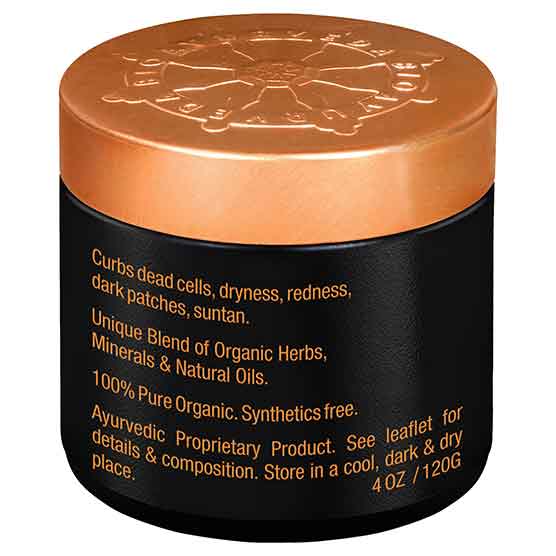 Curbs dead cells, dryness, redness,
dark patches, suntan.
Unique Blend of Organic Herbs,
Minerals & Natural Oils.
100% Pure Organic. Synthetics free.
Ayurvedic Proprietary Product. See leaflet for
details & composition. Store in a cool, dark & dry
place.
4 OZ / 120G